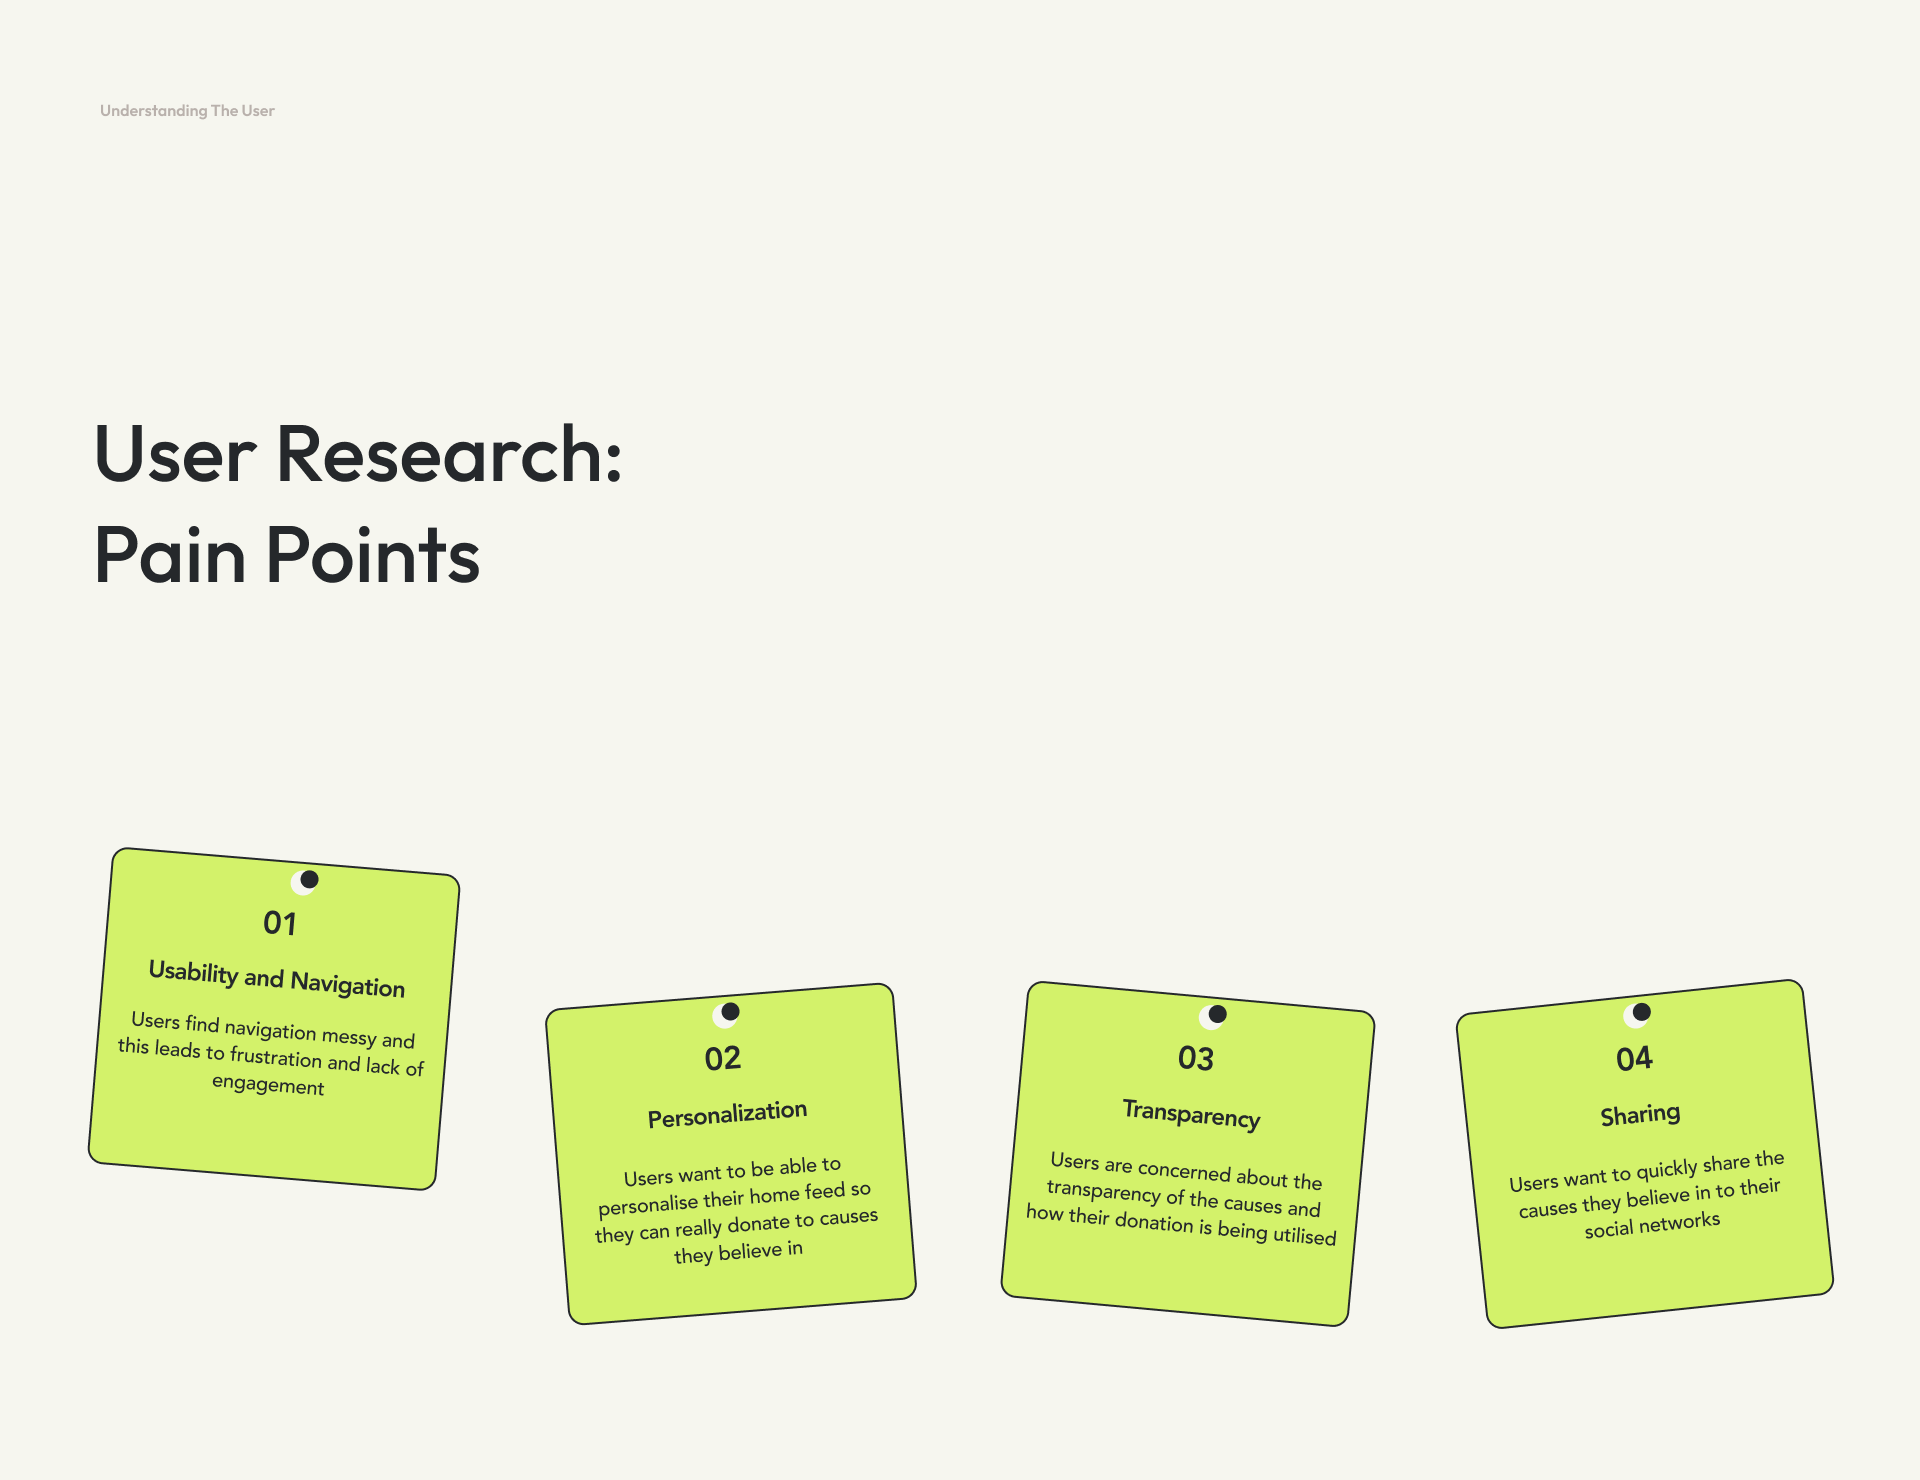 Understanding The User
User Research:
Pain Points
01
Usability and Navigation
Users find navigation messy and
this leads to frustration and lack of
engagement
02
Personalization
Users want to be able to
personalise their home feed so
they can really donate to causes
they believe in
03
Transparency
Users are concerned about the
transparency of the causes and
how their donation is being utilised
04
Sharing
Users want to quickly share the
causes they believe in to their
social networks